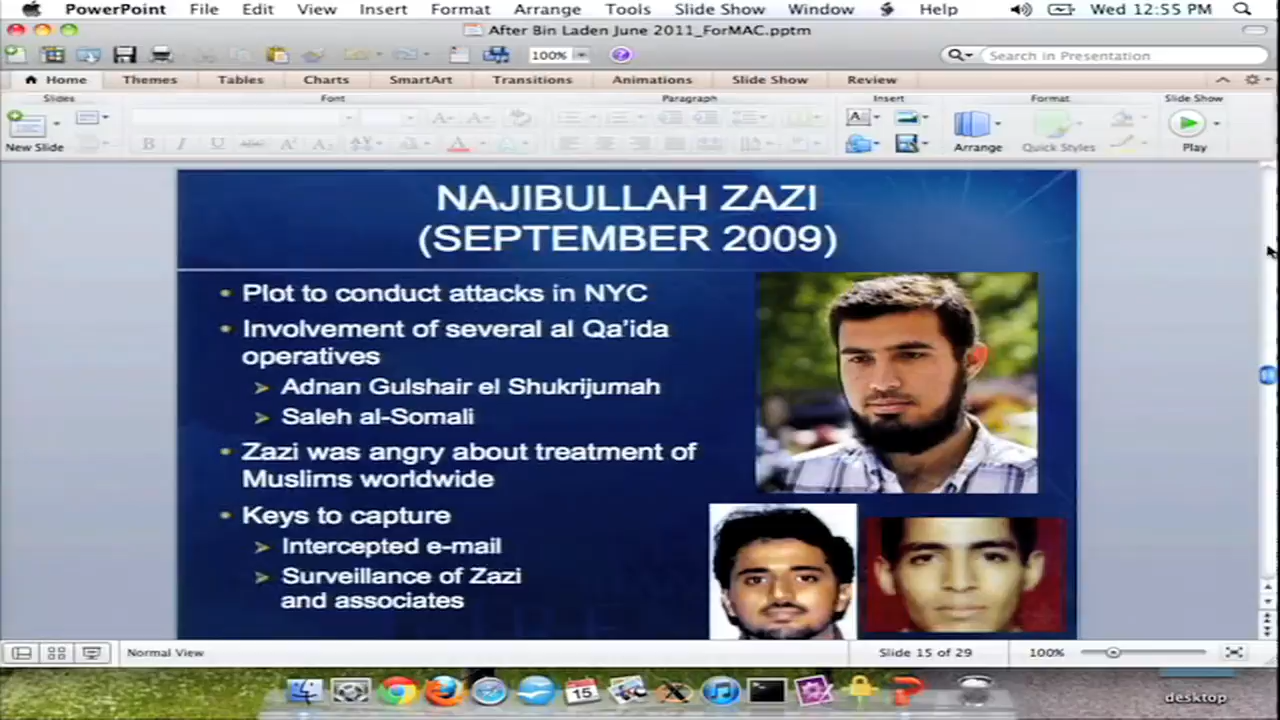 PowerPoint File Edit View Insert Format Arrange Tools Slide Show Window Help Wed 12:55 PM
After Bin Laden June 2011_ForMAC.pptm
100% Search in Presentation
Home Themes Tables Charts SmartArt Transitions Animations Slide Show Review
Slides Font Paragraph Insert Format Slide Show
New Slide B I U ABC Arrange Quick Styles Play
NAJIBULLAH ZAZI
(SEPTEMBER 2009)
• Plot to conduct attacks in NYC
• Involvement of several al Qa'ida
operatives
➢ Adnan Gulshair el Shukrijumah
➢ Saleh al-Somali
• Zazi was angry about treatment of
Muslims worldwide
• Keys to capture
➢ Intercepted e-mail
➢ Surveillance of Zazi
and associates
Normal View Slide 15 of 29 100%
15
desktop